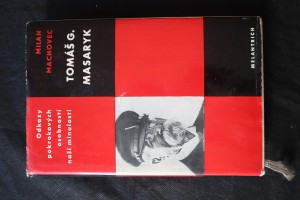 MILAN
MACHOVEC
TOMÁŠ G.
MASARYK
Odkazy
pokrokových
osobností
naší minulosti
MELANTRICH